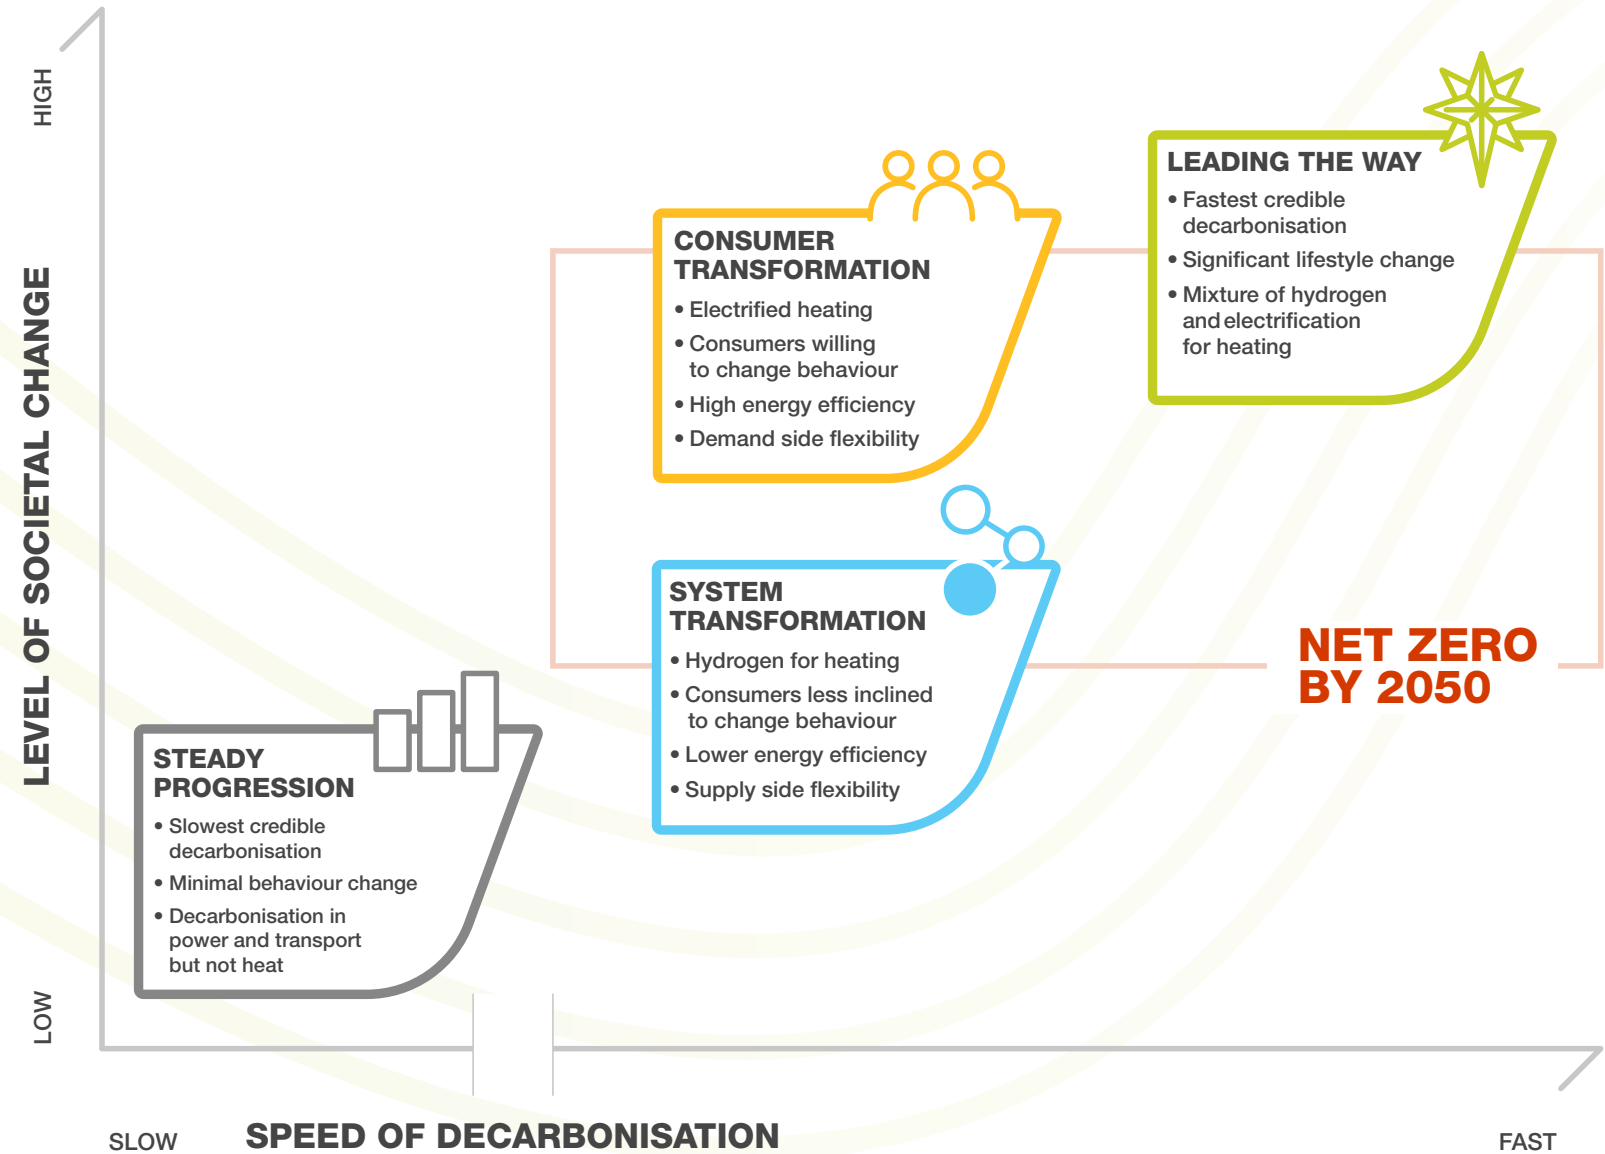 HIGH
LEVEL OF SOCIETAL CHANGE
LOW
LEADING THE WAY
• Fastest credible
decarbonisation
• Significant lifestyle change
• Mixture of hydrogen
and electrification
for heating
CONSUMER
TRANSFORMATION
• Electrified heating
• Consumers willing
to change behaviour
• High energy efficiency
• Demand side flexibility
SYSTEM
TRANSFORMATION
• Hydrogen for heating
• Consumers less inclined
to change behaviour
• Lower energy efficiency
• Supply side flexibility
NET ZERO
BY 2050
STEADY
PROGRESSION
• Slowest credible
decarbonisation
• Minimal behaviour change
• Decarbonisation in
power and transport
but not heat
SLOW
SPEED OF DECARBONISATION
FAST